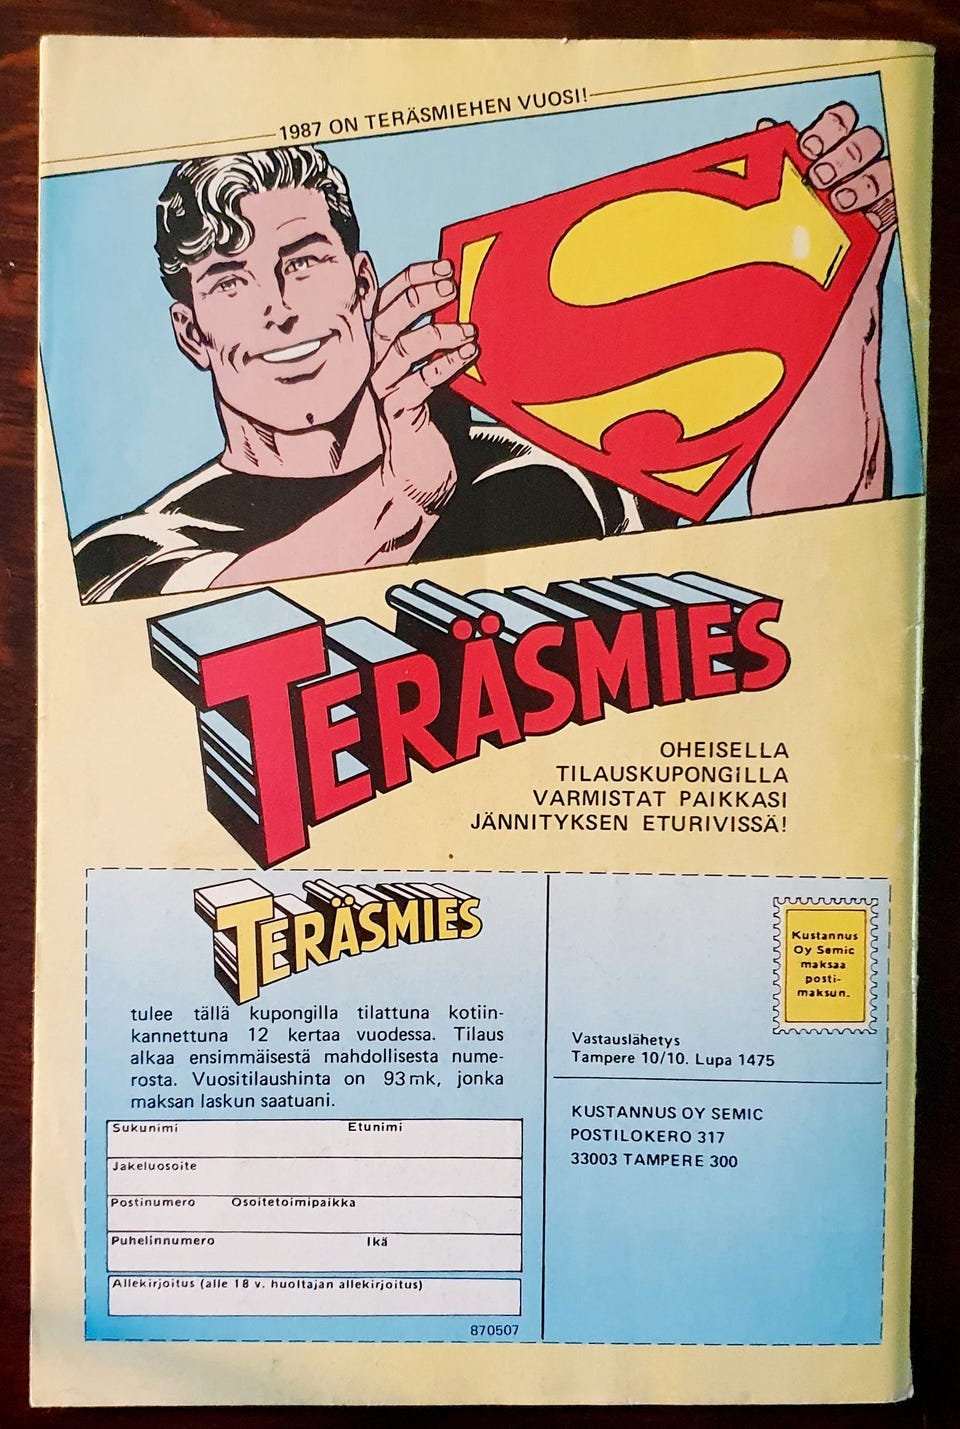 1987 ON TERÄSMIEHEN VUOSI!
TERÄSMIES
OHEISELLA
TILAUSKUPONGILLA
VARMISTAT PAIKKASI
JÄNNITYKSEN ETURIVISSÄ!
TERÄSMIES
tulee tällä kupongilla tilattuna kotiin-
kannettuna 12 kertaa vuodessa. Tilaus
alkaa ensimmäisestä mahdollisesta nume-
rosta. Vuositilaushinta on 93 mk, jonka
maksan laskun saatuani.
Sukunimi Etunimi
Jakeluosoite
Postinumero Osoitetoimipaikka
Puhelinnumero Ikä
Allekirjoitus (alle 18 v. huoltajan allekirjoitus)
870507
Kustannus
Oy Semic
maksaa
posti-
maksun.
Vastauslähetys
Tampere 10/10. Lupa 1475
KUSTANNUS OY SEMIC
POSTILOKERO 317
33003 TAMPERE 300